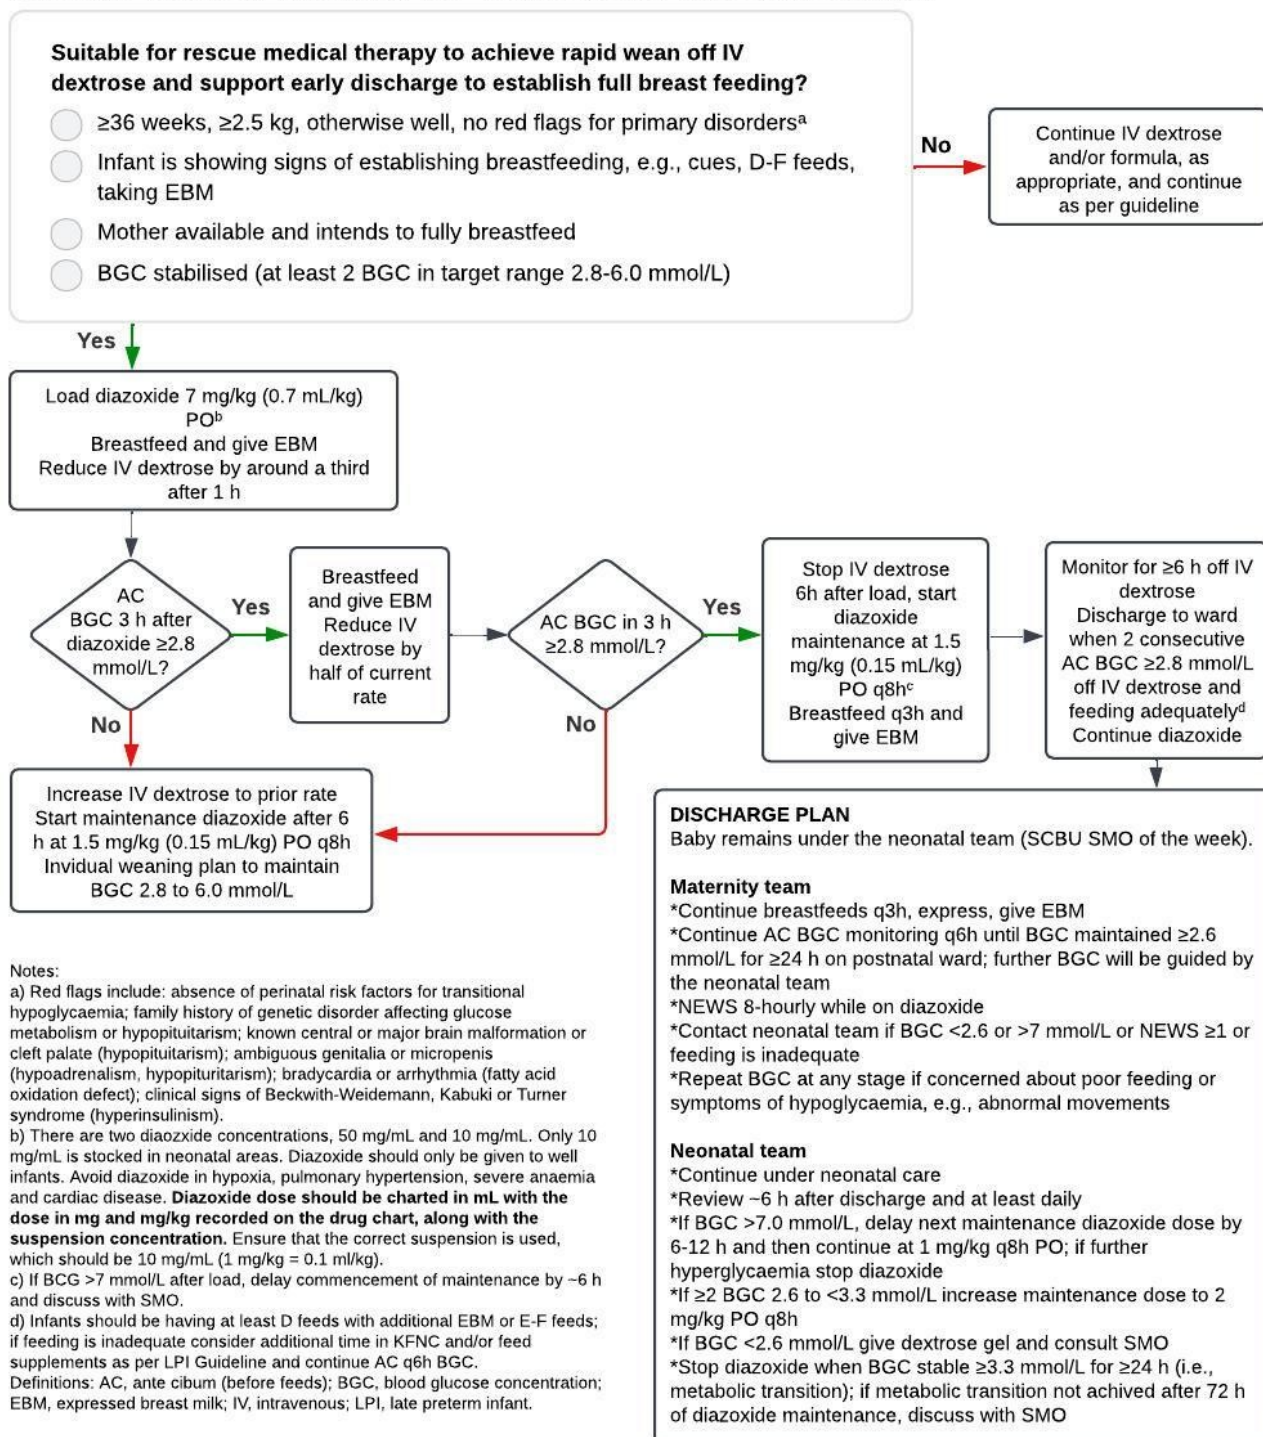 Suitable for rescue medical therapy to achieve rapid wean off IV
dextrose and support early discharge to establish full breast feeding?
≥36 weeks, ≥2.5 kg, otherwise well, no red flags for primary disordersᵃ
Infant is showing signs of establishing breastfeeding, e.g., cues, D-F feeds,
taking EBM
Mother available and intends to fully breastfeed
BGC stabilised (at least 2 BGC in target range 2.8-6.0 mmol/L)
No
Continue IV dextrose
and/or formula, as
appropriate, and continue
as per guideline
Yes
Load diazoxide 7 mg/kg (0.7 mL/kg)
POᵇ
Breastfeed and give EBM
Reduce IV dextrose by around a third
after 1 h
AC
BGC 3 h after
diazoxide ≥2.8
mmol/L?
Yes
Breastfeed
and give EBM
Reduce IV
dextrose by
half of current
rate
AC BGC in 3 h
≥2.8 mmol/L?
Yes
Stop IV dextrose
6h after load, start
diazoxide
maintenance at 1.5
mg/kg (0.15 mL/kg)
PO q8hᶜ
Breastfeed q3h and
give EBM
Monitor for ≥6 h off IV
dextrose
Discharge to ward
when 2 consecutive
AC BGC ≥2.8 mmol/L
off IV dextrose and
feeding adequatelyᵈ
Continue diazoxide
No
No
Increase IV dextrose to prior rate
Start maintenance diazoxide after 6
h at 1.5 mg/kg (0.15 mL/kg) PO q8h
Invidual weaning plan to maintain
BGC 2.8 to 6.0 mmol/L
DISCHARGE PLAN
Baby remains under the neonatal team (SCBU SMO of the week).
Maternity team
*Continue breastfeeds q3h, express, give EBM
*Continue AC BGC monitoring q6h until BGC maintained ≥2.6
mmol/L for ≥24 h on postnatal ward; further BGC will be guided by
the neonatal team
*NEWS 8-hourly while on diazoxide
*Contact neonatal team if BGC <2.6 or >7 mmol/L or NEWS ≥1 or
feeding is inadequate
*Repeat BGC at any stage if concerned about poor feeding or
symptoms of hypoglycaemia, e.g., abnormal movements
Neonatal team
*Continue under neonatal care
*Review ~6 h after discharge and at least daily
*If BGC >7.0 mmol/L, delay next maintenance diazoxide dose by
6-12 h and then continue at 1 mg/kg q8h PO; if further
hyperglycaemia stop diazoxide
*If ≥2 BGC 2.6 to <3.3 mmol/L increase maintenance dose to 2
mg/kg PO q8h
*If BGC <2.6 mmol/L give dextrose gel and consult SMO
*Stop diazoxide when BGC stable ≥3.3 mmol/L for ≥24 h (i.e.,
metabolic transition); if metabolic transition not achived after 72 h
of diazoxide maintenance, discuss with SMO
Notes:
a) Red flags include: absence of perinatal risk factors for transitional
hypoglycaemia; family history of genetic disorder affecting glucose
metabolism or hypopituitarism; known central or major brain malformation or
cleft palate (hypopituitarism); ambiguous genitalia or micropenis
(hypoadrenalism, hypopituritarism); bradycardia or arrhythmia (fatty acid
oxidation defect); clinical signs of Beckwith-Weidemann, Kabuki or Turner
syndrome (hyperinsulinism).
b) There are two diaozxide concentrations, 50 mg/mL and 10 mg/mL. Only 10
mg/mL is stocked in neonatal areas. Diazoxide should only be given to well
infants. Avoid diazoxide in hypoxia, pulmonary hypertension, severe anaemia
and cardiac disease. Diazoxide dose should be charted in mL with the
dose in mg and mg/kg recorded on the drug chart, along with the
suspension concentration. Ensure that the correct suspension is used,
which should be 10 mg/mL (1 mg/kg = 0.1 ml/kg).
c) If BCG >7 mmol/L after load, delay commencement of maintenance by ~6 h
and discuss with SMO.
d) Infants should be having at least D feeds with additional EBM or E-F feeds;
if feeding is inadequate consider additional time in KFNC and/or feed
supplements as per LPI Guideline and continue AC q6h BGC.
Definitions: AC, ante cibum (before feeds); BGC, blood glucose concentration;
EBM, expressed breast milk; IV, intravenous; LPI, late preterm infant.